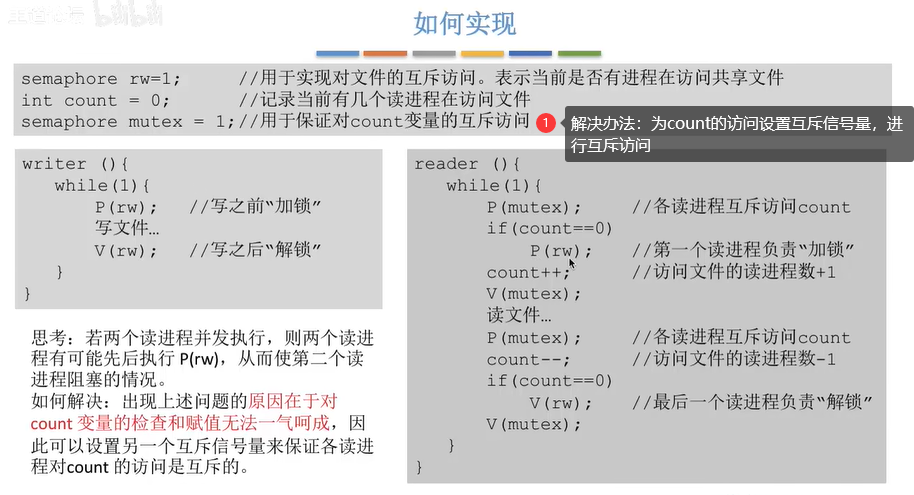 bilibili
如何实现
semaphore rw=1; //用于实现对文件的互斥访问。表示当前是否有进程在访问共享文件
int count = 0; //记录当前有几个读进程在访问文件
semaphore mutex = 1;//用于保证对count变量的互斥访问
1
解决办法：为count的访问设置互斥信号量，进
行互斥访问
writer (){
while(1){
P(rw); //写之前“加锁”
写文件…
V(rw); //写之后“解锁”
}
}
思考：若两个读进程并发执行，则两个读进
程有可能先后执行 P(rw)，从而使第二个读
进程阻塞的情况。
如何解决：出现上述问题的原因在于对
count 变量的检查和赋值无法一气呵成，因
此可以设置另一个互斥信号量来保证各读进
程对count 的访问是互斥的。
reader (){
while(1){
P(mutex); //各读进程互斥访问count
if(count==0)
P(rw); //第一个读进程负责“加锁”
count++; //访问文件的读进程数+1
V(mutex);
读文件…
P(mutex); //各读进程互斥访问count
count--; //访问文件的读进程数-1
if(count==0)
V(rw); //最后一个读进程负责“解锁”
V(mutex);
}
}